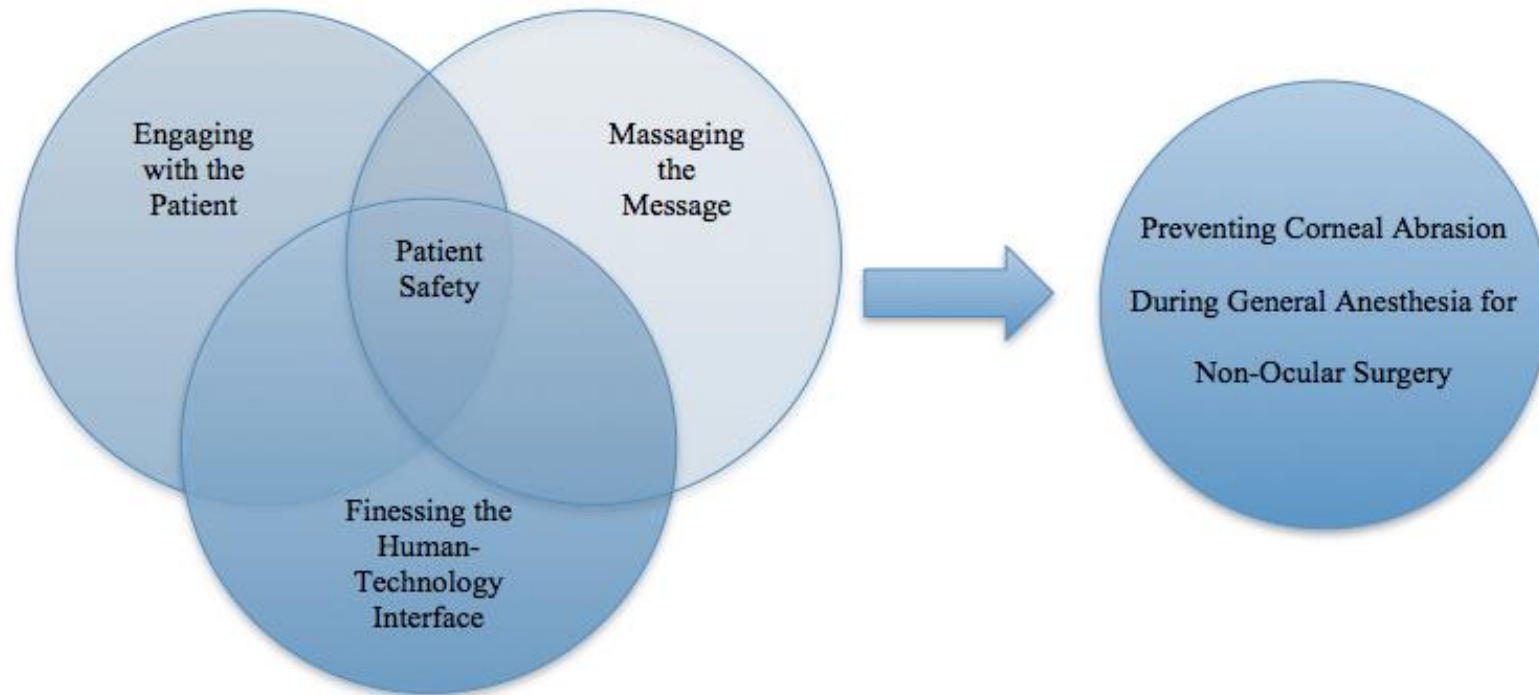 Engaging
with the
Patient
Massaging
the
Message
Patient
Safety
Finessing the
Human-
Technology
Interface
Preventing Corneal Abrasion
During General Anesthesia for
Non-Ocular Surgery